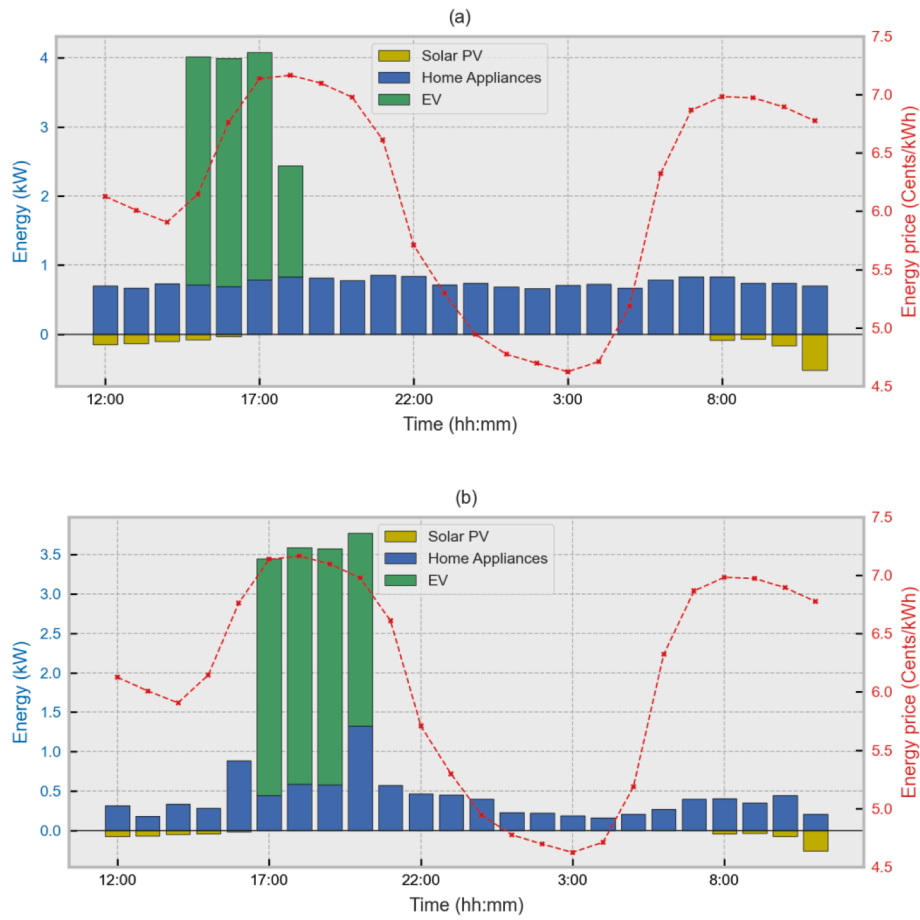 (a)
Solar PV
Home Appliances
EV
Energy (kW)
4
3
2
1
0
7.5
7.0
6.5
6.0
5.5
5.0
4.5
Energy price (Cents/kWh)
12:00
17:00
22:00
3:00
8:00
Time (hh:mm)
(b)
Solar PV
Home Appliances
EV
Energy (kW)
3.5
3.0
2.5
2.0
1.5
1.0
0.5
0.0
7.5
7.0
6.5
6.0
5.5
5.0
4.5
Energy price (Cents/kWh)
12:00
17:00
22:00
3:00
8:00
Time (hh:mm)